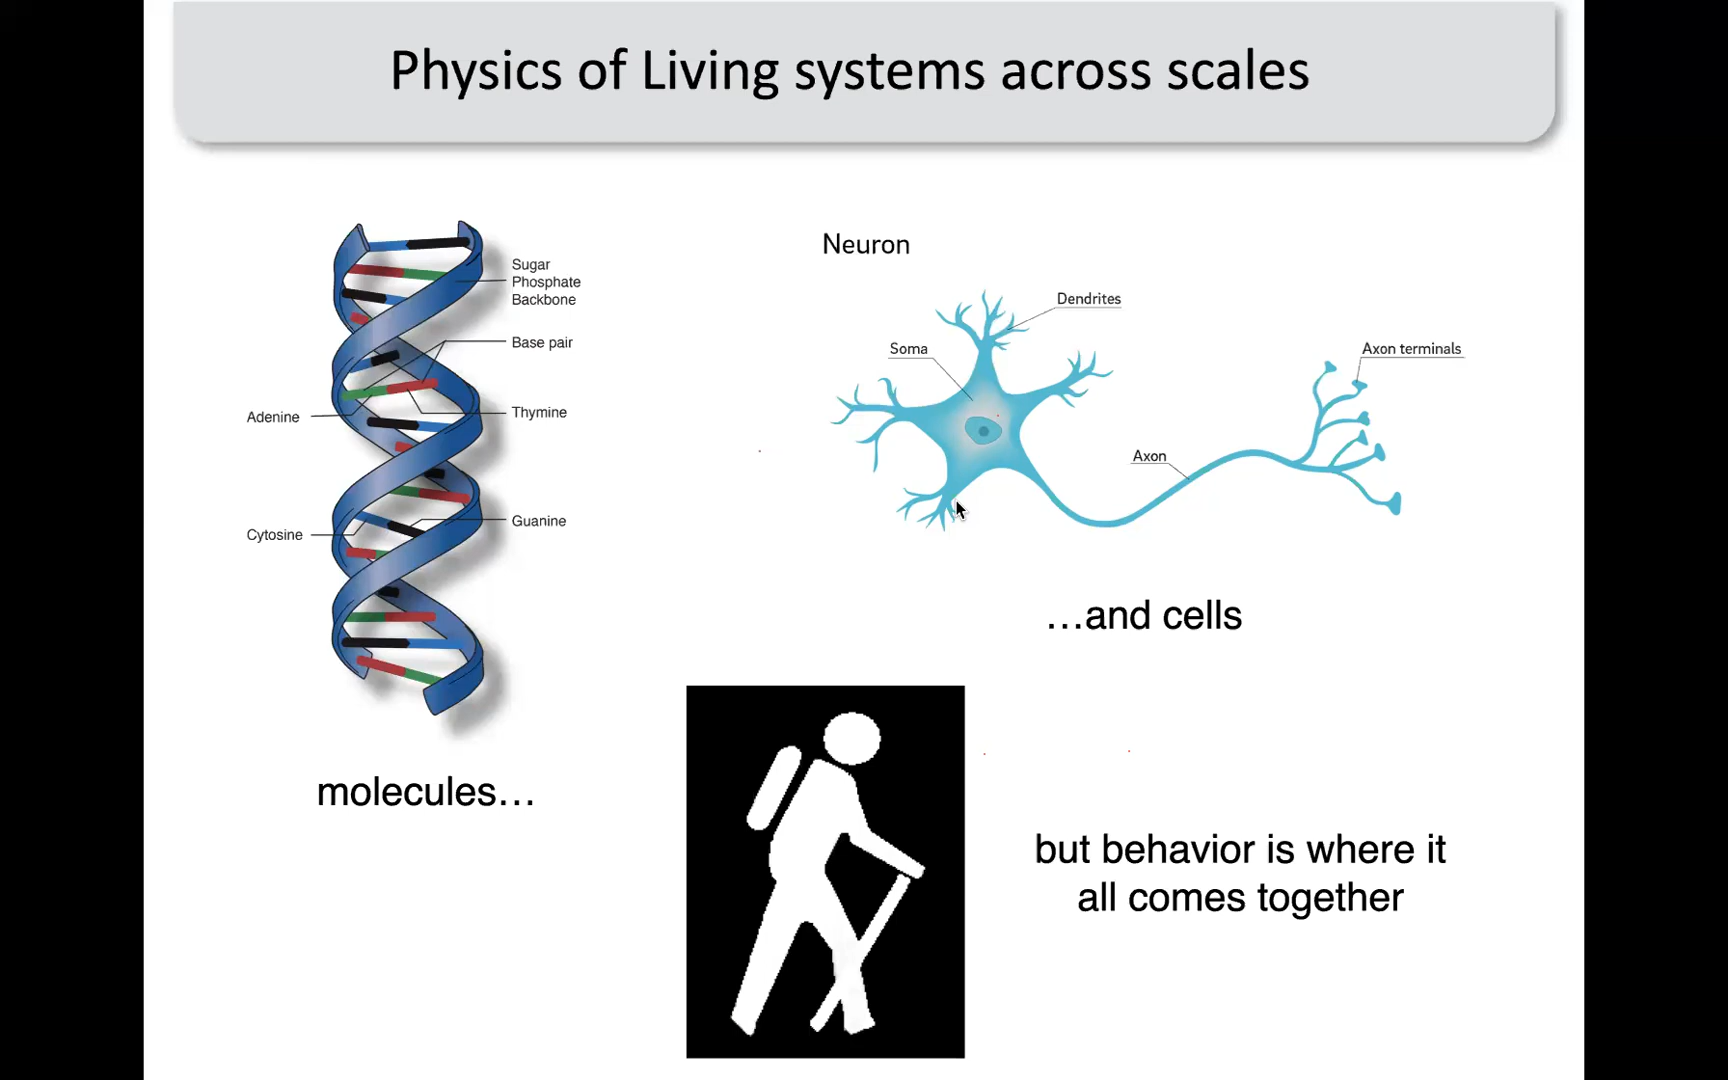 Physics of Living systems across scales
Sugar
Phosphate
Backbone
Base pair
Adenine
Thymine
Cytosine
Guanine
molecules…
Neuron
Dendrites
Soma
Axon terminals
Axon
…and cells
but behavior is where it
all comes together